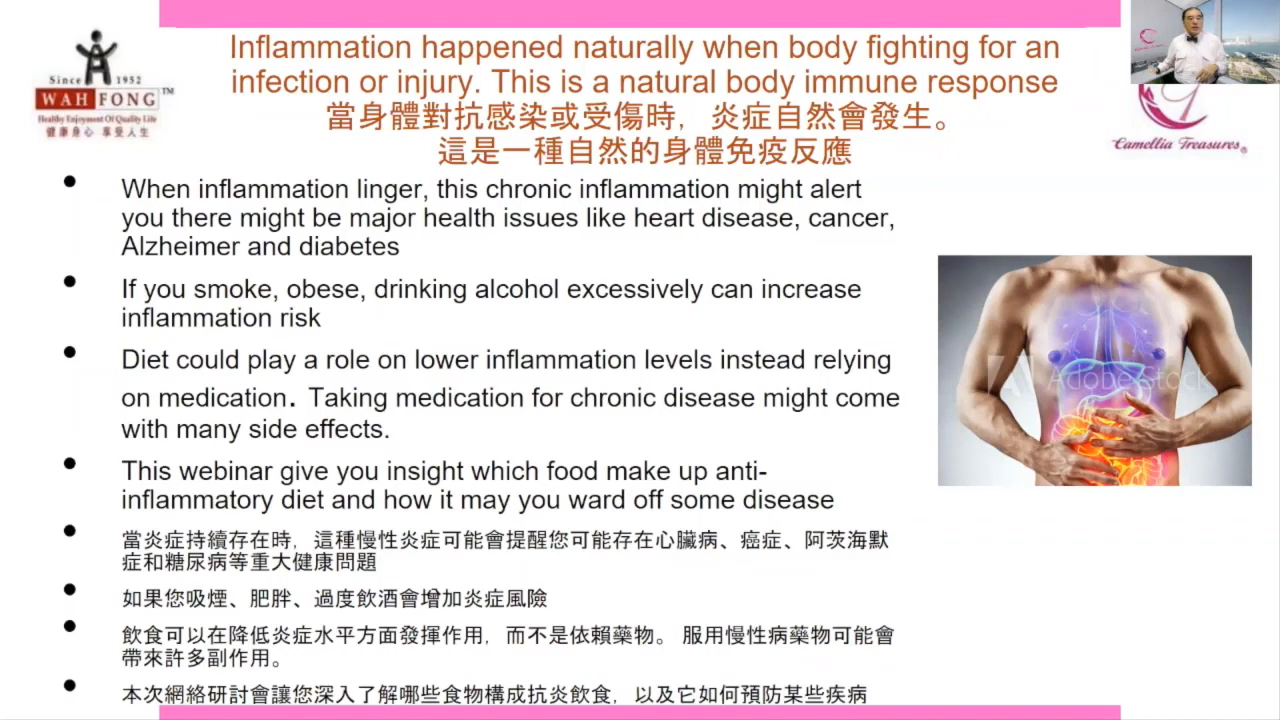 Inflammation happened naturally when body fighting for an
infection or injury. This is a natural body immune response
當身體對抗感染或受傷時，炎症自然會發生。
這是一種自然的身體免疫反應
Since 1952
WAH FONG TM
Healthy Enjoyment Of Quality Life
健康身心 享受人生
Camellia Treasures®
• When inflammation linger, this chronic inflammation might alert
you there might be major health issues like heart disease, cancer,
Alzheimer and diabetes
• If you smoke, obese, drinking alcohol excessively can increase
inflammation risk
• Diet could play a role on lower inflammation levels instead relying
on medication. Taking medication for chronic disease might come
with many side effects.
• This webinar give you insight which food make up anti-
inflammatory diet and how it may you ward off some disease
• 當炎症持續存在時，這種慢性炎症可能會提醒您可能存在心臟病、癌症、阿茨海默
症和糖尿病等重大健康問題
• 如果您吸煙、肥胖、過度飲酒會增加炎症風險
• 飲食可以在降低炎症水平方面發揮作用，而不是依賴藥物。 服用慢性病藥物可能會
帶來許多副作用。
• 本次網絡研討會讓您深入了解哪些食物構成抗炎飲食，以及它如何預防某些疾病
Adobe Stock